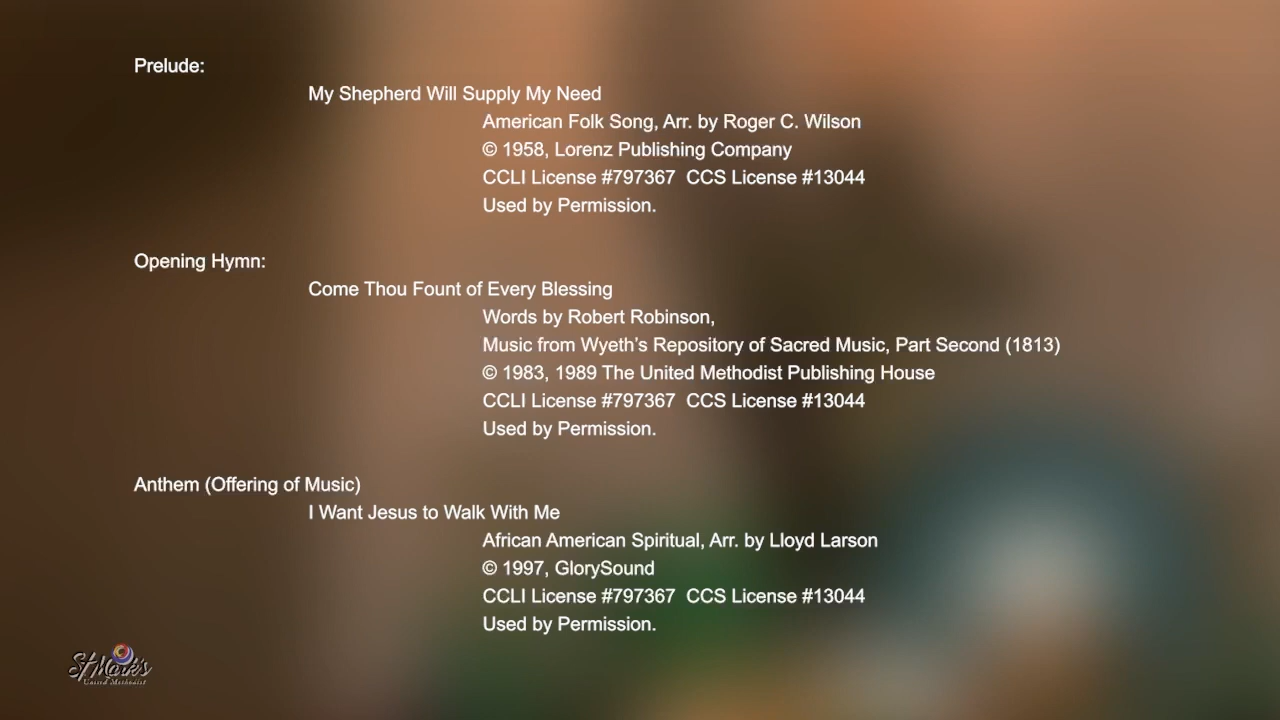 Prelude:
My Shepherd Will Supply My Need
American Folk Song, Arr. by Roger C. Wilson
© 1958, Lorenz Publishing Company
CCLI License #797367  CCS License #13044
Used by Permission.
Opening Hymn:
Come Thou Fount of Every Blessing
Words by Robert Robinson,
Music from Wyeth’s Repository of Sacred Music, Part Second (1813)
© 1983, 1989 The United Methodist Publishing House
CCLI License #797367  CCS License #13044
Used by Permission.
Anthem (Offering of Music)
I Want Jesus to Walk With Me
African American Spiritual, Arr. by Lloyd Larson
© 1997, GlorySound
CCLI License #797367  CCS License #13044
Used by Permission.
St Mark's
United Methodist